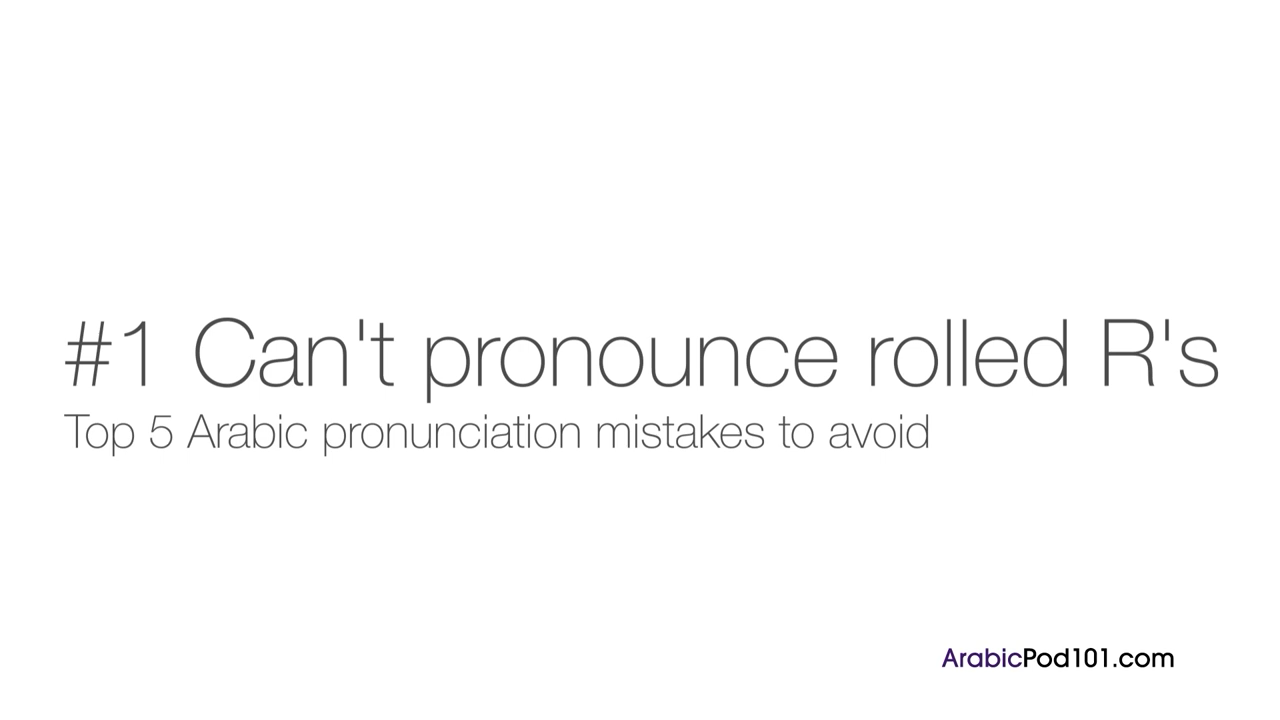 #1 Can't pronounce rolled R's
Top 5 Arabic pronunciation mistakes to avoid
ArabicPod101.com